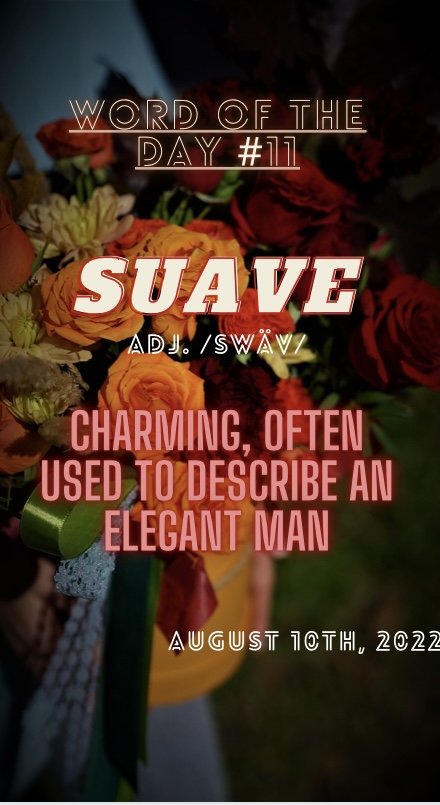 WORD OF THE
DAY #11
SUAVE
ADJ. /SWÄV/
CHARMING, OFTEN
USED TO DESCRIBE AN
ELEGANT MAN
AUGUST 10TH, 2022